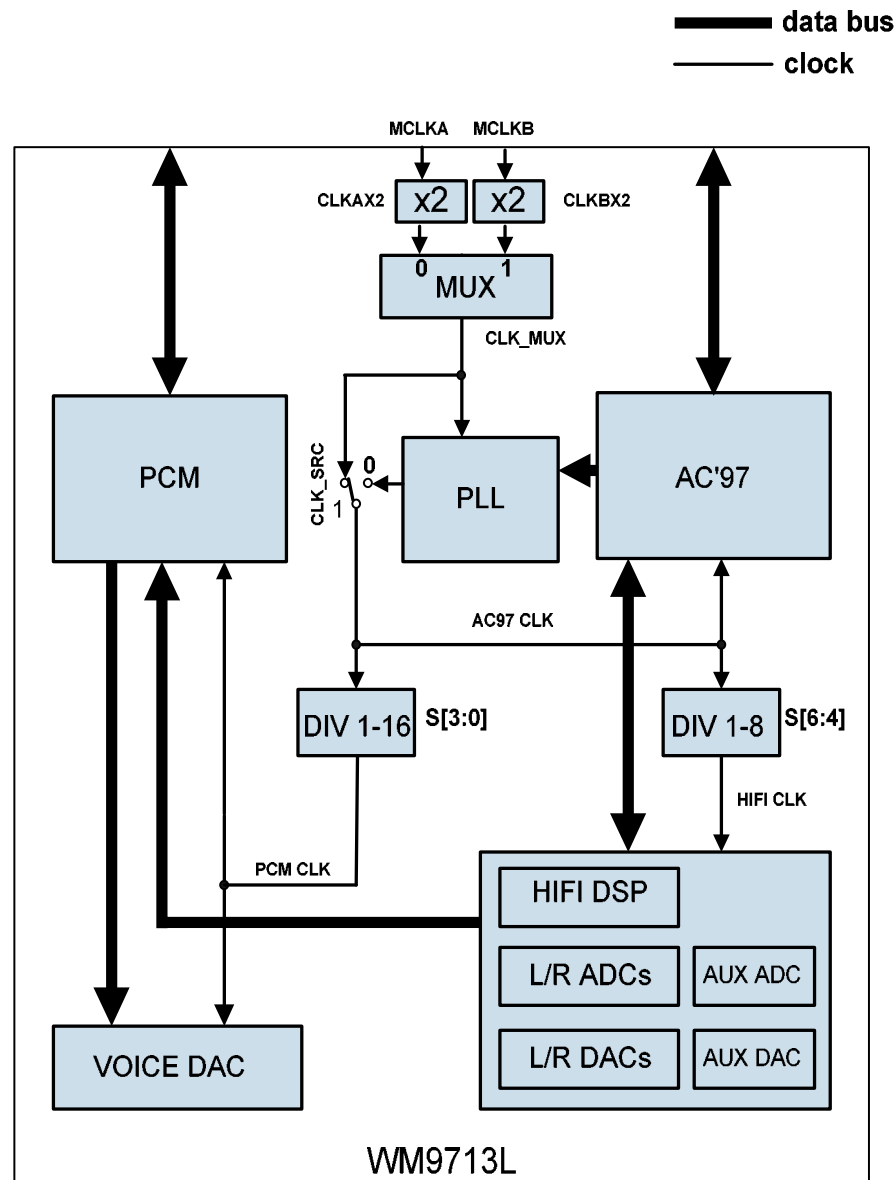 data bus
clock
MCLKA MCLKB
CLKAX2 x2 x2 CLKBX2
0 1
MUX
CLK_MUX
PCM
CLK_SRC
0
1
PLL
AC'97
AC97 CLK
DIV 1-16 S[3:0]
DIV 1-8 S[6:4]
HIFI CLK
PCM CLK
HIFI DSP
L/R ADCs AUX ADC
L/R DACs AUX DAC
VOICE DAC
WM9713L